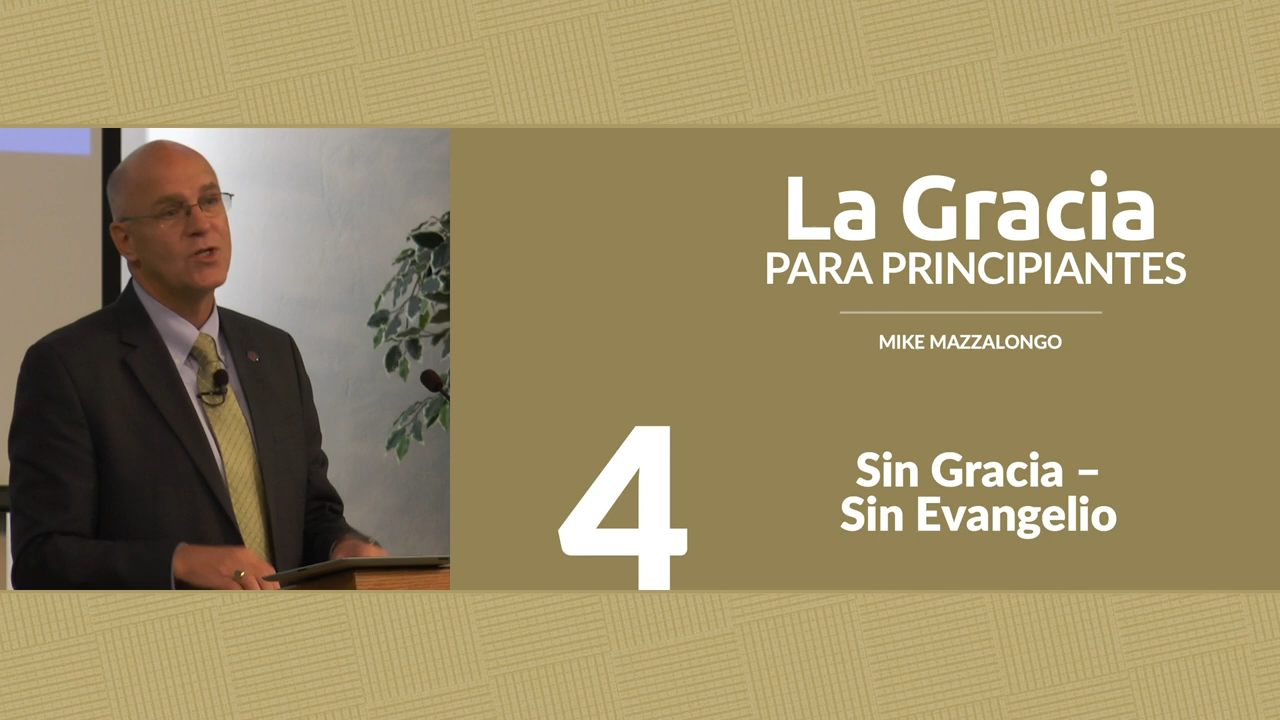 La Gracia
PARA PRINCIPIANTES
MIKE MAZZALONGO
4
Sin Gracia –
Sin Evangelio